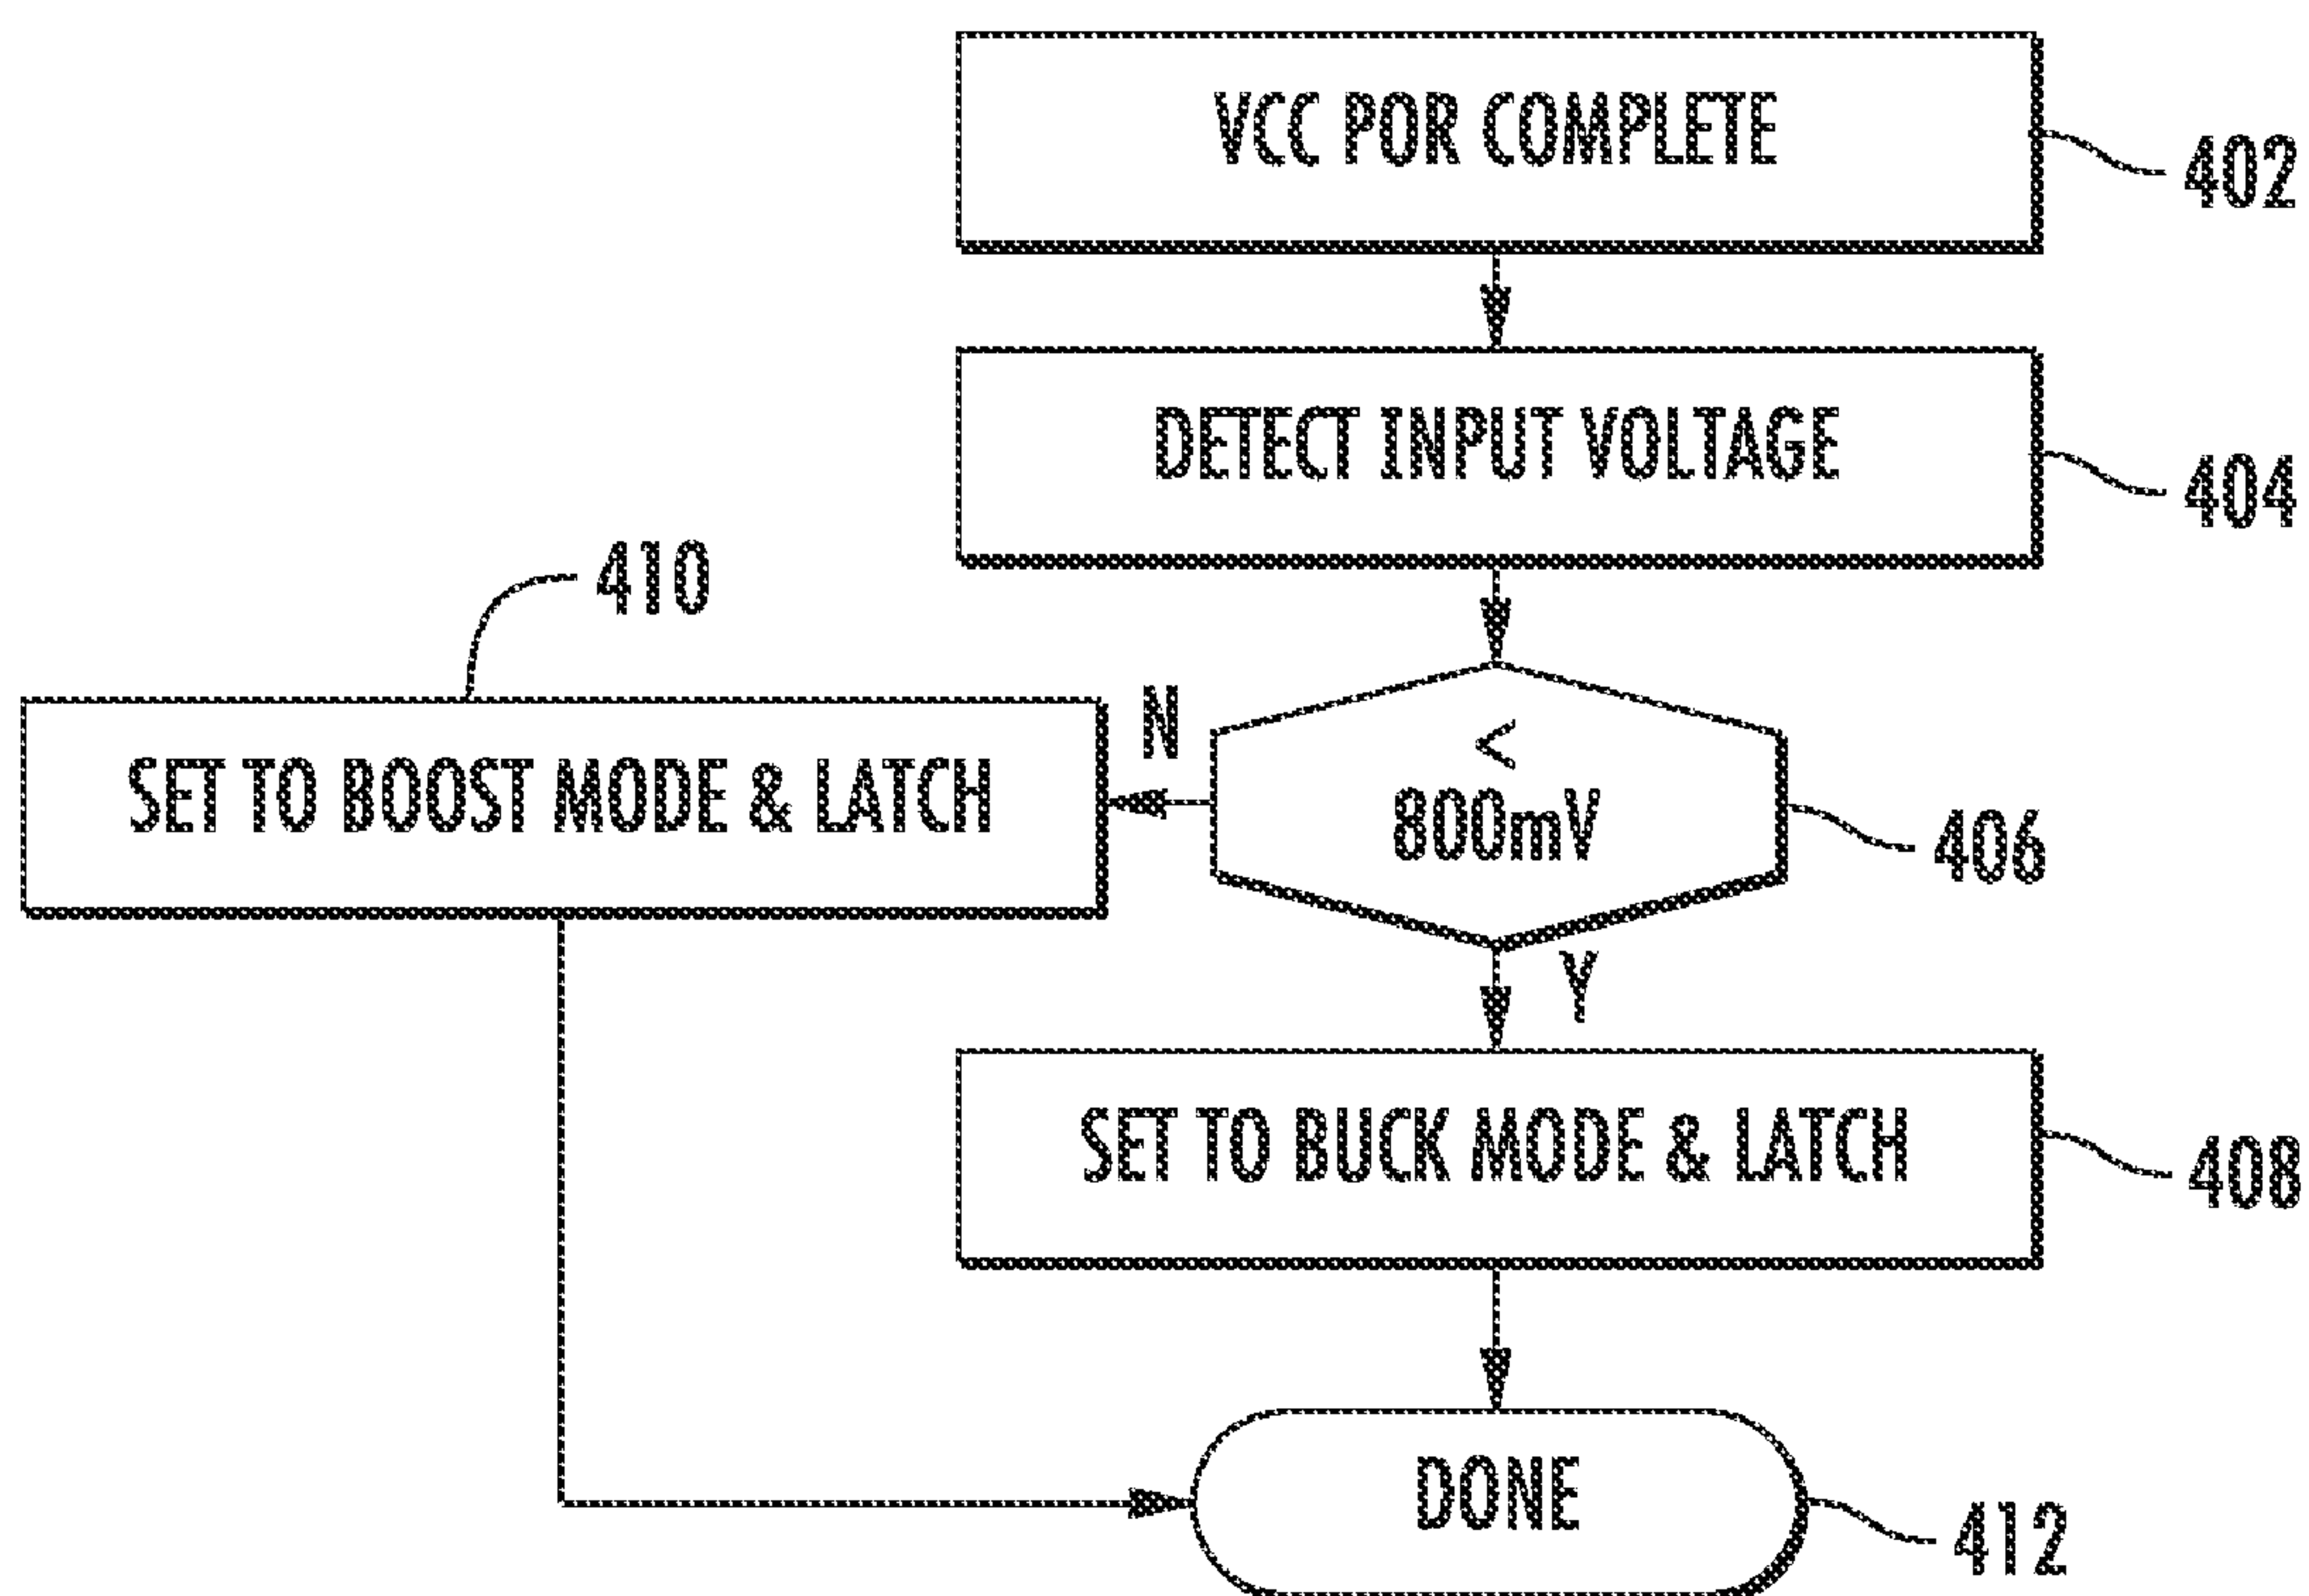 VCC POR COMPLETE
402
DETECT INPUT VOLTAGE
404
410
SET TO BOOST MODE & LATCH
N
<
800mV
406
Y
SET TO BUCK MODE & LATCH
408
DONE
412